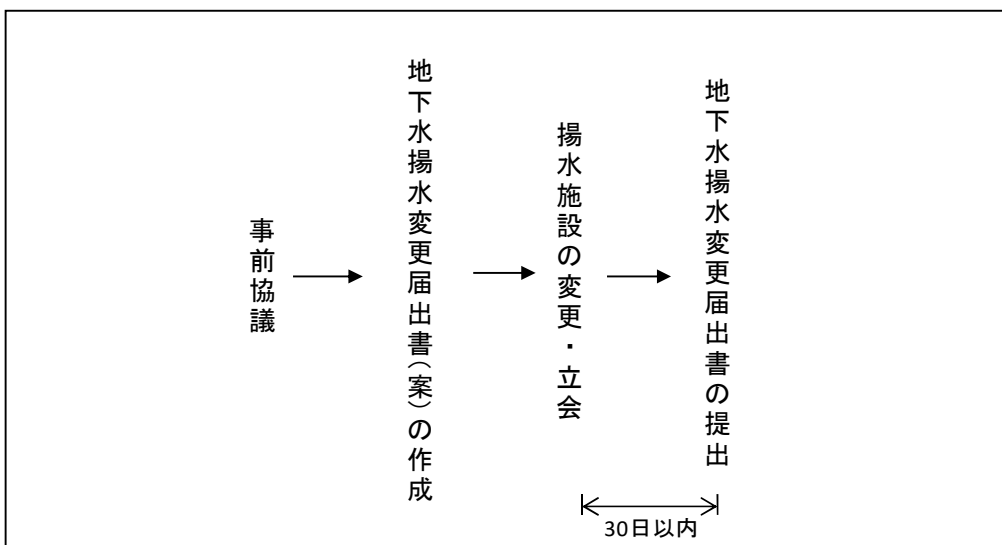 事前協議
地下水揚水変更届出書(案)の作成
揚水施設の変更・立会
地下水揚水変更届出書の提出
30日以内